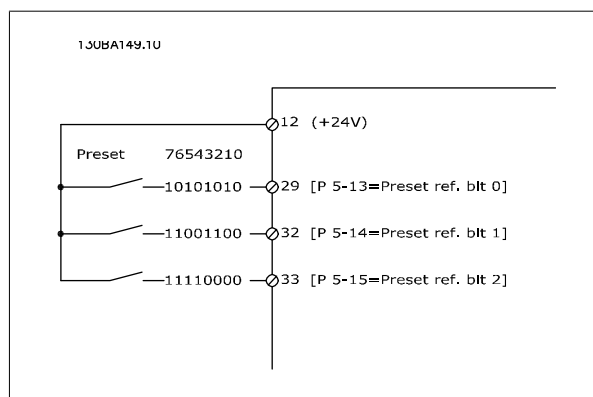 130BA149.10
12 (+24V)
Preset 76543210
10101010 29 [P 5-13=Preset ref. bit 0]
11001100 32 [P 5-14=Preset ref. bit 1]
11110000 33 [P 5-15=Preset ref. bit 2]